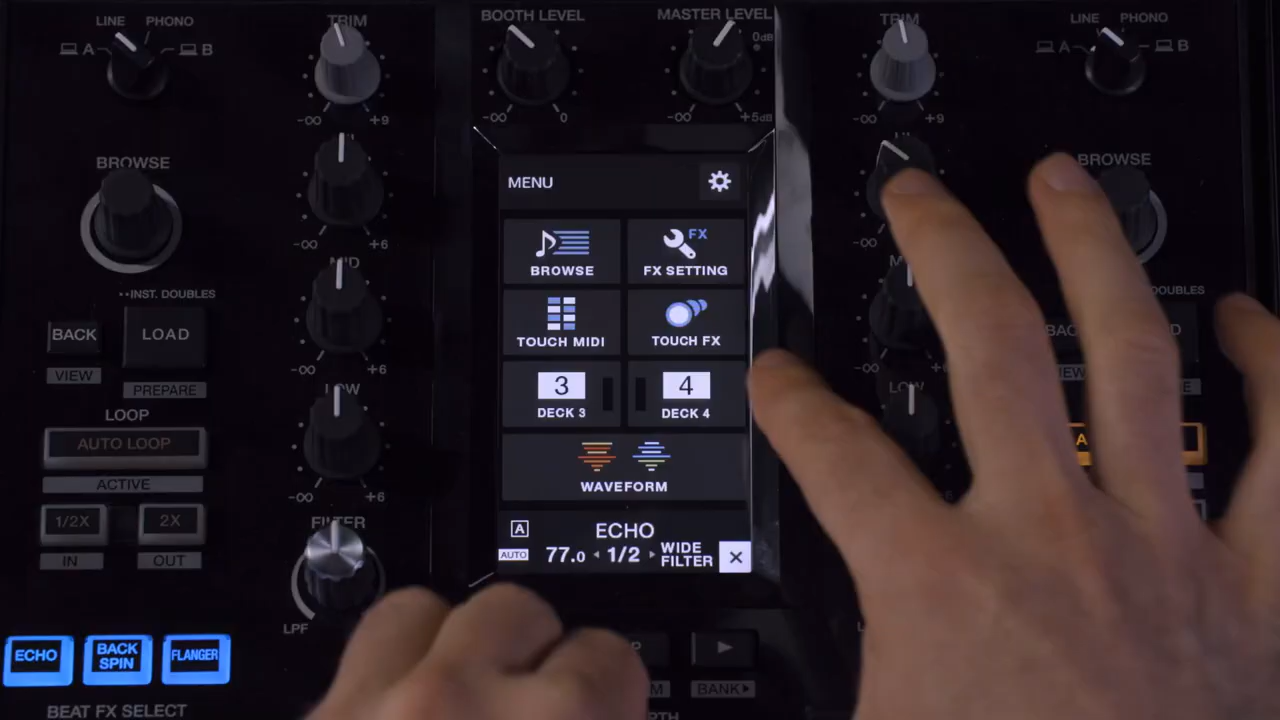 LINE PHONO
A B
TRIM
-∞ +9
BOOTH LEVEL
-∞ 0
MASTER LEVEL
0dB
-∞ +5dB
TRIM
-∞ +9
LINE PHONO
A B
BROWSE
-∞ +6
MID
-∞ +6
LOW
-∞ +6
FILTER
LPF
INST. DOUBLES
BACK
LOAD
VIEW
PREPARE
LOOP
AUTO LOOP
ACTIVE
1/2X
2X
IN
OUT
ECHO
BACK SPIN
FLANGER
BEAT FX SELECT
MENU
BROWSE
FX
FX SETTING
TOUCH MIDI
TOUCH FX
3
DECK 3
4
DECK 4
WAVEFORM
A
ECHO
AUTO
77.0
1/2
WIDE
FILTER
BANK
BROWSE
-∞
LOW
A